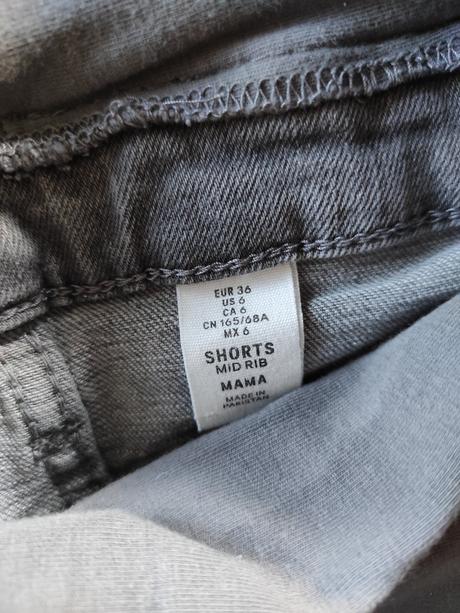 EUR 36
US 6
CA 6
CN 165/68A
MX 6
SHORTS
MID RIB
MAMA
MADE IN
PAKISTAN